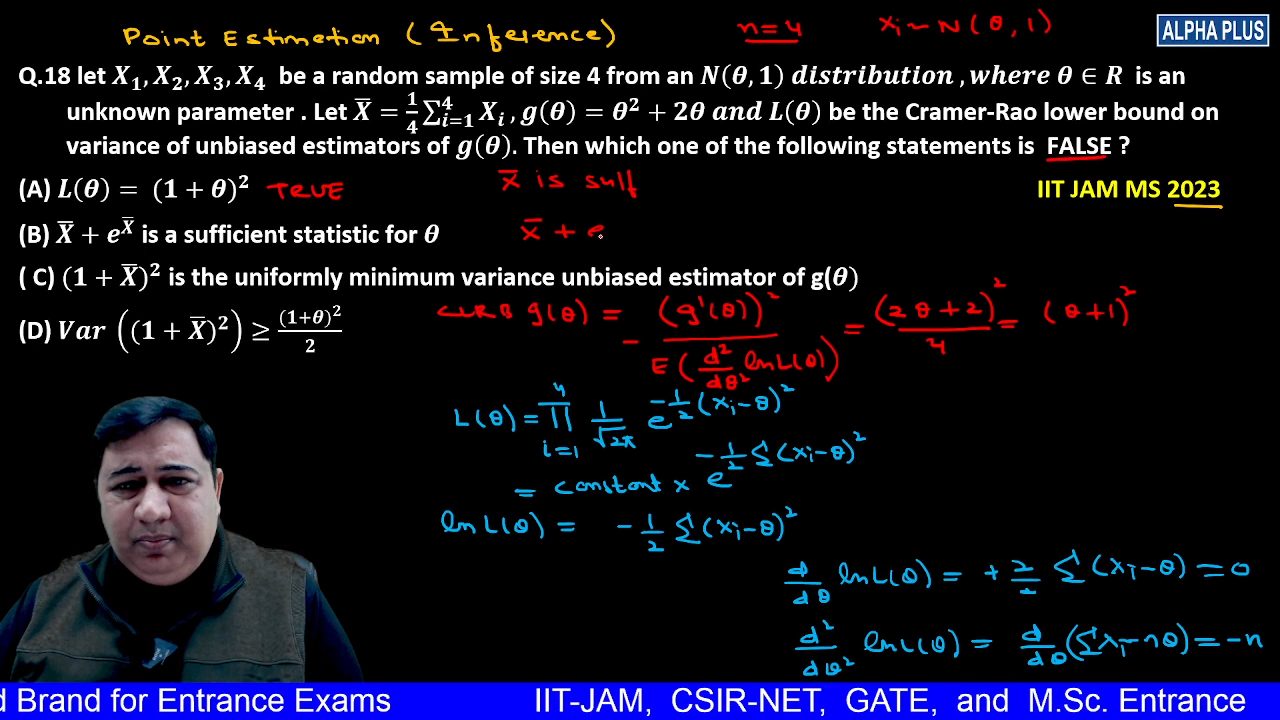 Point Estimation (Inference)
n=4
xi ~ N(θ, 1)
ALPHA PLUS
Q.18 let X₁, X₂, X₃, X₄ be a random sample of size 4 from an N(θ, 1) distribution, where θ ∈ R is an
unknown parameter . Let X̅ = 1/4 ∑⁴ᵢ₌₁ Xᵢ , g(θ) = θ² + 2θ and L(θ) be the Cramer-Rao lower bound on
variance of unbiased estimators of g(θ). Then which one of the following statements is FALSE ?
(A) L(θ) = (1 + θ)² TRUE
x̅ is suff
IIT JAM MS 2023
(B) X̅ + e^X̅ is a sufficient statistic for θ
x̅ + e
( C) (1 + X̅)² is the uniformly minimum variance unbiased estimator of g(θ)
(D) Var ((1 + X̅)²) ≥ (1+θ)²/2
CLRB g(θ) = (g'(θ))² / - E(d²/dθ² ln L(θ)) = (2θ+2)²/4 = (θ+1)²
L(θ) = ∏⁴ᵢ₌₁ 1/√2π e^-1/2(xi-θ)²
= constant × e^-1/2 Σ(xi-θ)²
ln L(θ) = -1/2 Σ(xi-θ)²
d/dθ ln L(θ) = +2/2 Σ(xi-θ) = 0
d²/dθ² ln L(θ) = d/dθ (Σxi-nθ) = -n
d Brand for Entrance Exams IIT-JAM, CSIR-NET, GATE, and M.Sc. Entrance